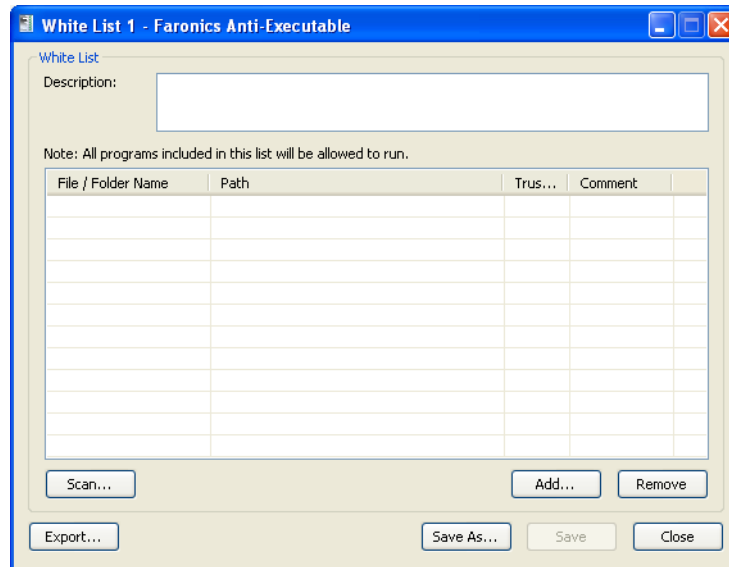 White List 1 - Faronics Anti-Executable
White List
Description:
Note: All programs included in this list will be allowed to run.
File / Folder Name Path Trus... Comment
Scan... Add... Remove
Export... Save As... Save Close